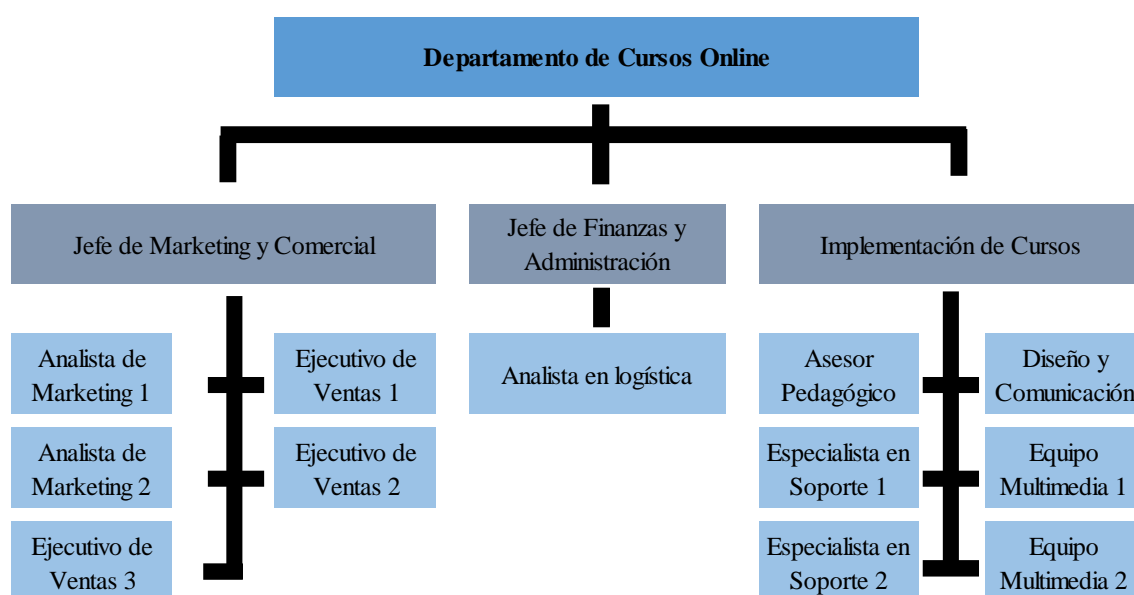 Departamento de Cursos Online
Jefe de Marketing y Comercial
Jefe de Finanzas y
Administración
Implementación de Cursos
Analista de
Marketing 1
Ejecutivo de
Ventas 1
Analista en logística
Asesor
Pedagógico
Diseño y
Comunicación
Analista de
Marketing 2
Ejecutivo de
Ventas 2
Especialista en
Soporte 1
Equipo
Multimedia 1
Ejecutivo de
Ventas 3
Especialista en
Soporte 2
Equipo
Multimedia 2